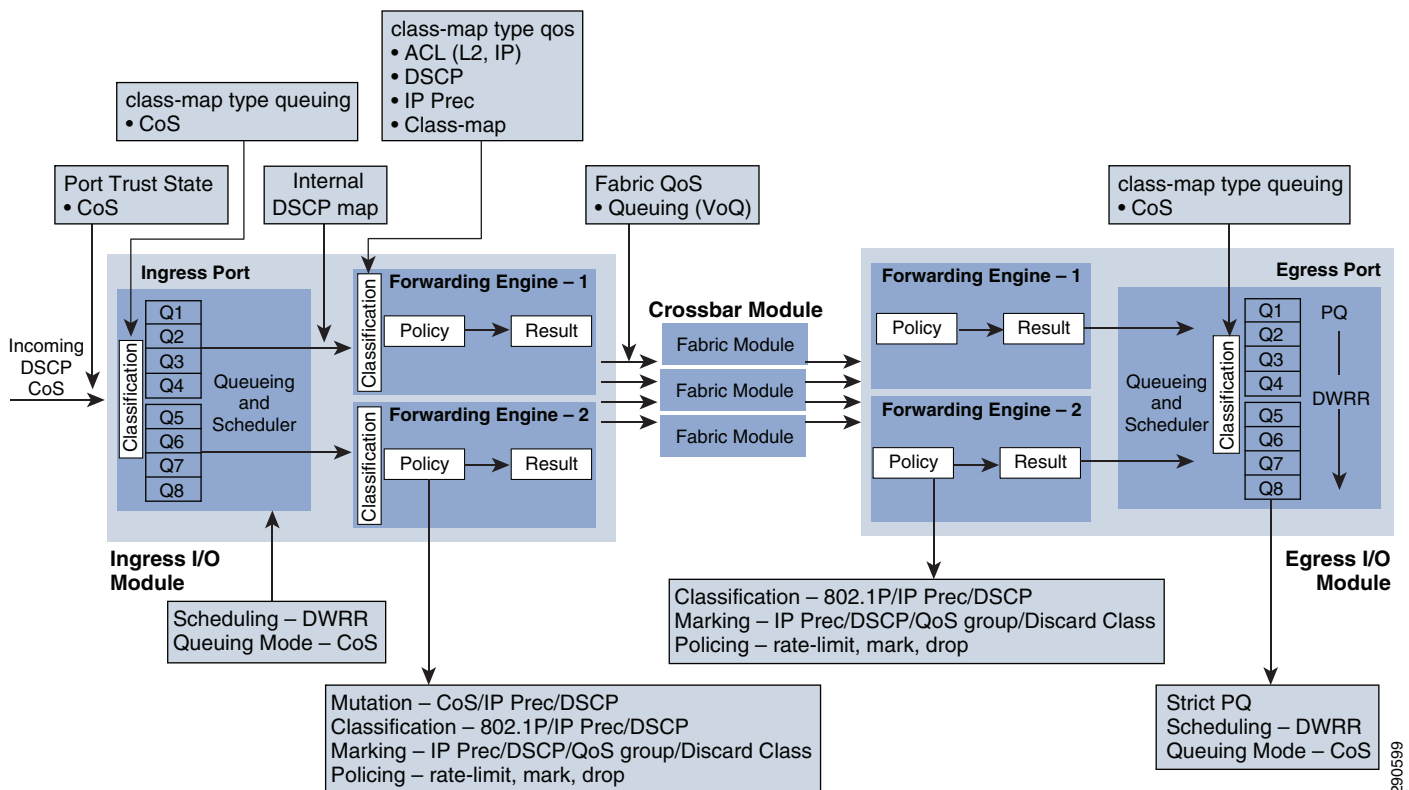 class-map type qos
• ACL (L2, IP)
• DSCP
• IP Prec
• Class-map
class-map type queuing
• CoS
Port Trust State
• CoS
Internal
DSCP map
Fabric QoS
• Queuing (VoQ)
class-map type queuing
• CoS
Ingress Port
Incoming
DSCP
CoS
Classification
Q1
Q2
Q3
Q4
Q5
Q6
Q7
Q8
Queueing
and
Scheduler
Classification
Forwarding Engine – 1
Policy
Result
Classification
Forwarding Engine – 2
Policy
Result
Crossbar Module
Fabric Module
Fabric Module
Fabric Module
Forwarding Engine – 1
Policy
Result
Forwarding Engine – 2
Policy
Result
Egress Port
Queueing
and
Scheduler
Classification
Q1
Q2
Q3
Q4
Q5
Q6
Q7
Q8
PQ
DWRR
Ingress I/O
Module
Egress I/O
Module
Scheduling – DWRR
Queuing Mode – CoS
Mutation – CoS/IP Prec/DSCP
Classification – 802.1P/IP Prec/DSCP
Marking – IP Prec/DSCP/QoS group/Discard Class
Policing – rate-limit, mark, drop
Classification – 802.1P/IP Prec/DSCP
Marking – IP Prec/DSCP/QoS group/Discard Class
Policing – rate-limit, mark, drop
Strict PQ
Scheduling – DWRR
Queuing Mode – CoS
290599